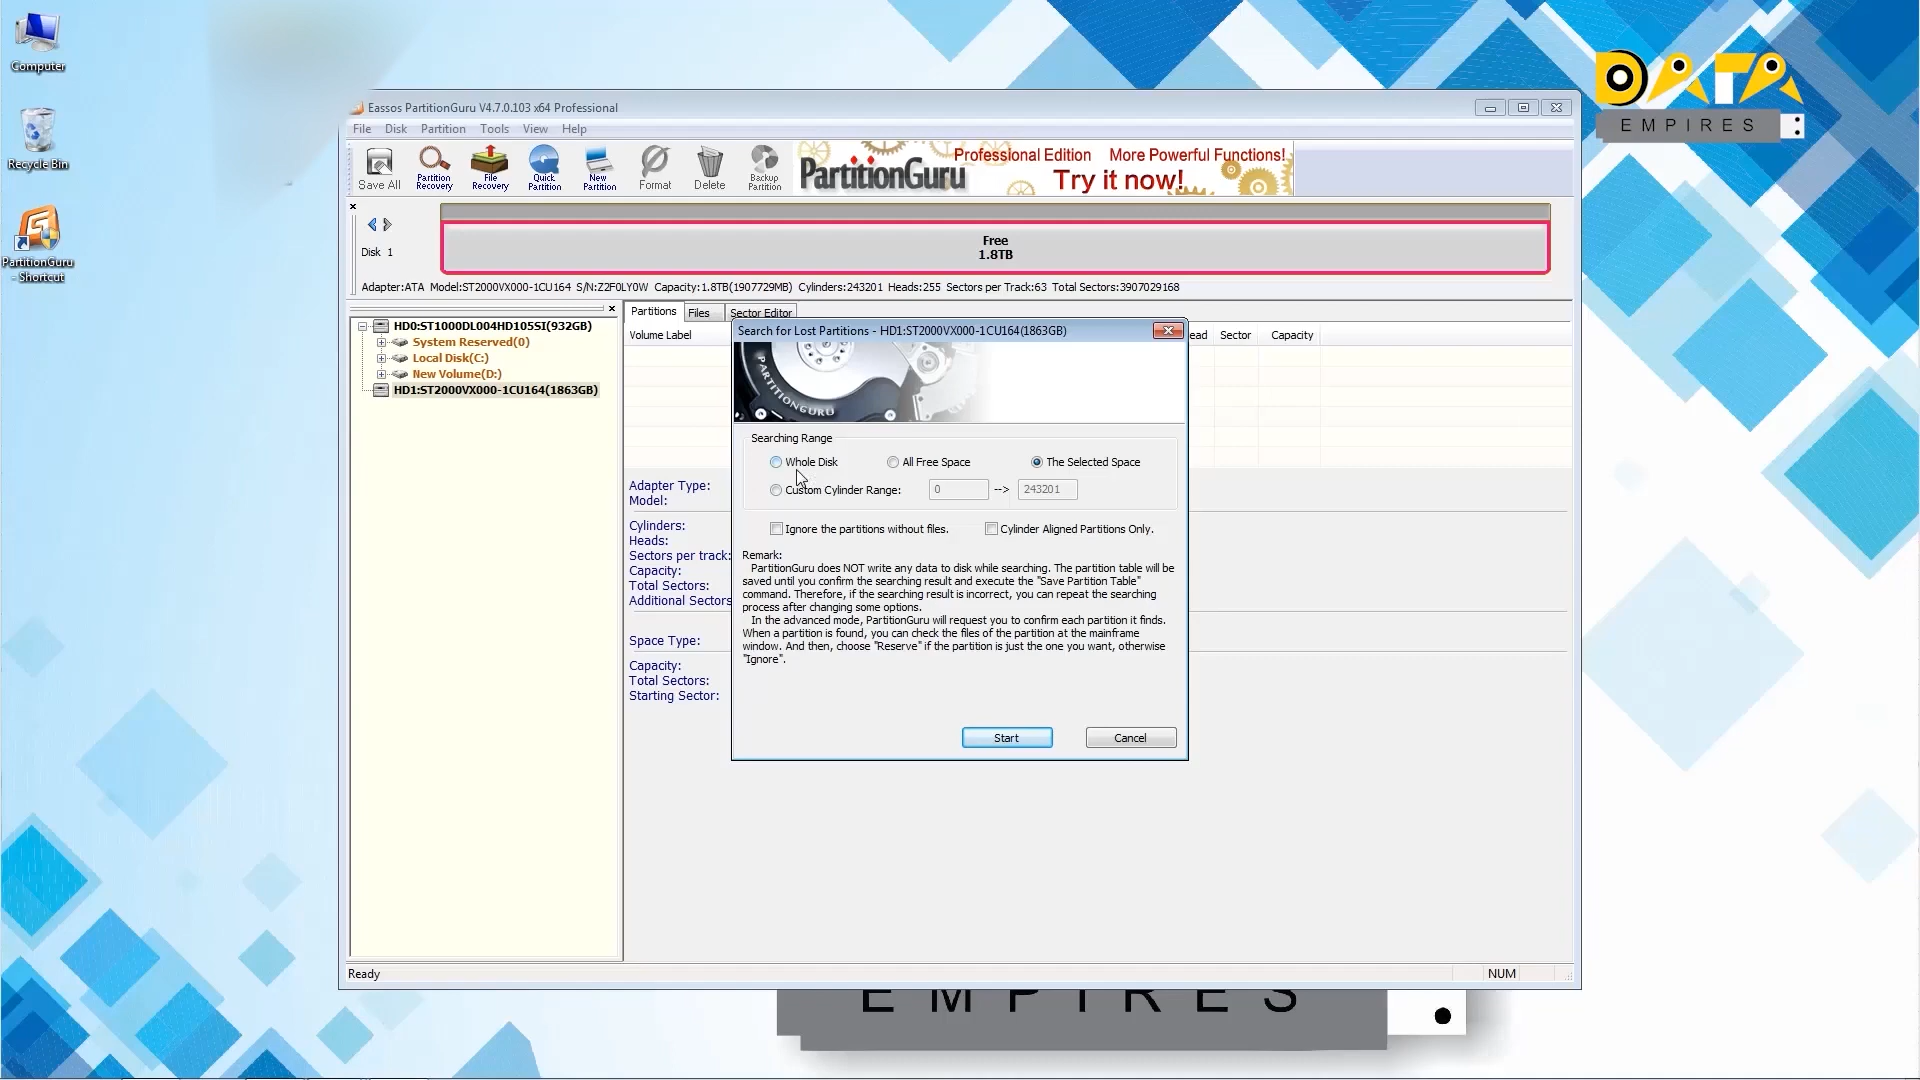 Computer
Recycle Bin
PartitionGuru
- Shortcut
DATA
EMPIRES
Eassos PartitionGuru V4.7.0.103 x64 Professional
File Disk Partition Tools View Help
Save All
Partition Recovery
File Recovery
Quick Partition
New Partition
Format
Delete
Backup Partition
PartitionGuru
Professional Edition More Powerful Functions!
Try it now!
Disk 1
Free
1.8TB
Adapter:ATA Model:ST2000VX000-1CU164 S/N:Z2F0LY0W Capacity:1.8TB(1907729MB) Cylinders:243201 Heads:255 Sectors per Track:63 Total Sectors:3907029168
HD0:ST1000DL004HD105SI(932GB)
System Reserved(0)
Local Disk(C:)
New Volume(D:)
HD1:ST2000VX000-1CU164(1863GB)
Partitions Files Sector Editor
Volume Label
ead Sector Capacity
Adapter Type:
Model:
Cylinders:
Heads:
Sectors per track:
Capacity:
Total Sectors:
Additional Sectors
Space Type:
Capacity:
Total Sectors:
Starting Sector:
Search for Lost Partitions - HD1:ST2000VX000-1CU164(1863GB)
PARTITIONGURU
Searching Range
Whole Disk All Free Space The Selected Space
Custom Cylinder Range: 0 --> 243201
Ignore the partitions without files. Cylinder Aligned Partitions Only.
Remark:
PartitionGuru does NOT write any data to disk while searching. The partition table will be
saved until you confirm the searching result and execute the "Save Partition Table"
command. Therefore, if the searching result is incorrect, you can repeat the searching
process after changing some options.
In the advanced mode, PartitionGuru will request you to confirm each partition it finds.
When a partition is found, you can check the files of the partition at the mainframe
window. And then, choose "Reserve" if the partition is just the one you want, otherwise
"Ignore".
Start Cancel
Ready NUM
EMPIRES